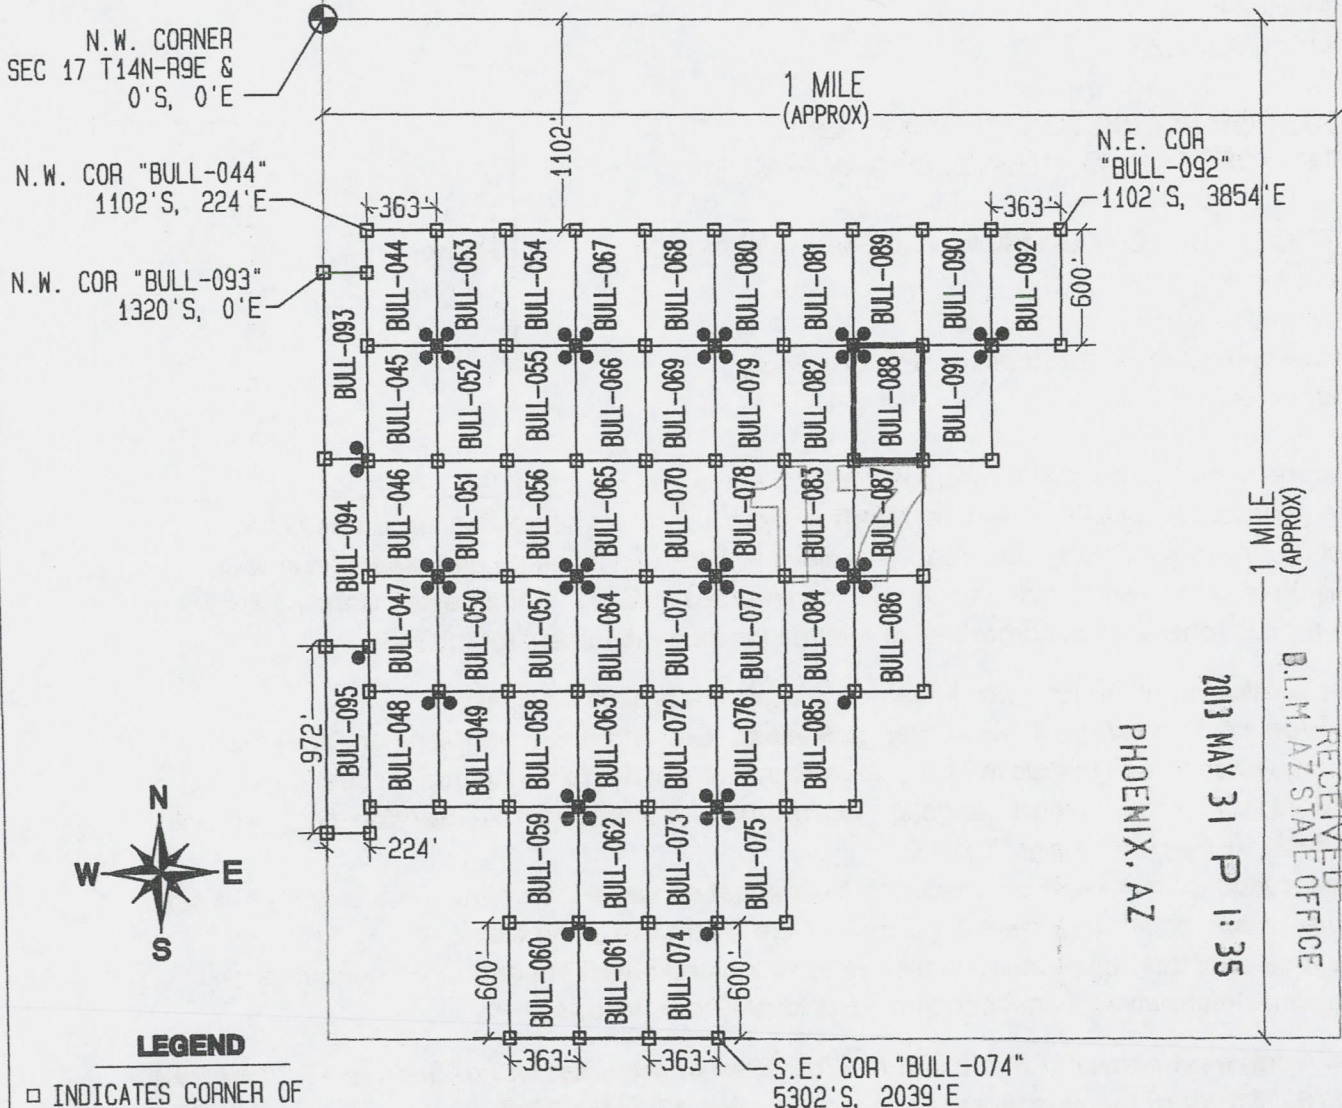 N.W. CORNER
SEC 17 T14N-R9E &
0'S, 0'E
1 MILE
(APPROX)
1102'
N.E. COR
"BULL-092"
1102'S, 3854'E
N.W. COR "BULL-044"
1102'S, 224'E
363'
363'
N.W. COR "BULL-093"
1320'S, 0'E
BULL-044
BULL-053
BULL-054
BULL-067
BULL-068
BULL-080
BULL-081
BULL-089
BULL-090
BULL-092
600'
BULL-093
BULL-045
BULL-052
BULL-055
BULL-066
BULL-069
BULL-079
BULL-082
BULL-088
BULL-091
BULL-094
BULL-046
BULL-051
BULL-056
BULL-065
BULL-070
BULL-078
BULL-083
BULL-087
1 MILE
(APPROX)
BULL-047
BULL-050
BULL-057
BULL-064
BULL-071
BULL-077
BULL-084
BULL-086
972'
BULL-095
BULL-048
BULL-049
BULL-058
BULL-063
BULL-072
BULL-076
BULL-085
224'
BULL-059
BULL-062
BULL-073
BULL-075
600'
BULL-060
BULL-061
BULL-074
600'
363'
363'
S.E. COR "BULL-074"
5302'S, 2039'E
RECEIVED
B.L.M. AZ STATE OFFICE
2013 MAY 31 P 1:35
PHOENIX, AZ
N
W
E
S
LEGEND
□ INDICATES CORNER OF